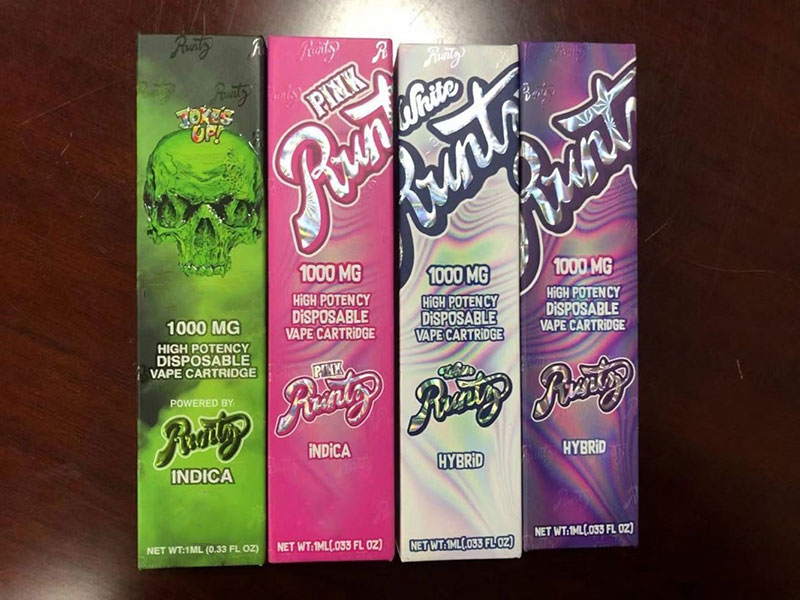 Runtz
JOKE'S
UP!
1000 MG
HIGH POTENCY
DISPOSABLE
VAPE CARTRIDGE
POWERED BY:
Runtz
INDICA
NET WT:1ML (0.33 FL OZ)
Runtz
PINK
Runt
1000 MG
HIGH POTENCY
DISPOSABLE
VAPE CARTRIDGE
PINK
Runtz
INDICA
NET WT:1ML(.033 FL OZ)
Runtz
White
Runtz
1000 MG
HIGH POTENCY
DISPOSABLE
VAPE CARTRIDGE
White
Runtz
HYBRID
NET WT:1ML(.033 FL OZ)
Runtz
Runtz
1000 MG
HIGH POTENCY
DISPOSABLE
VAPE CARTRIDGE
Runtz
HYBRID
NET WT:1ML(.033 FL OZ)